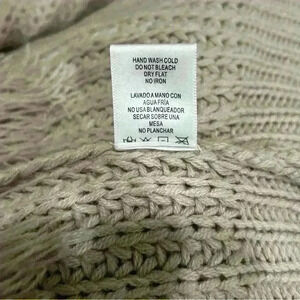 HAND WASH COLD
DO NOT BLEACH
DRY FLAT
NO IRON
LAVADO A MANO CON
AGUA FRÍA
NO USA BLANQUEADOR
SECAR SOBRE UNA
MESA
NO PLANCHAR